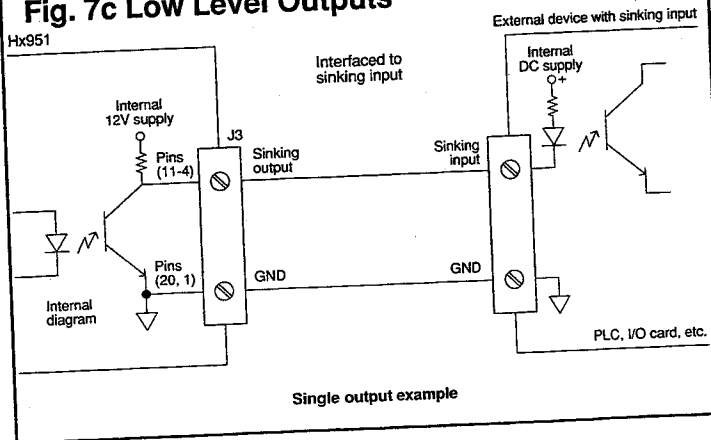 Fig. 7c Low Level Outputs
Hx951
External device with sinking input
Interfaced to
sinking input
Internal
DC supply
+
Internal
12V supply
J3
Pins
(11-4)
Sinking
output
Sinking
input
Pins
(20, 1)
GND
GND
Internal
diagram
PLC, I/O card, etc.
Single output example